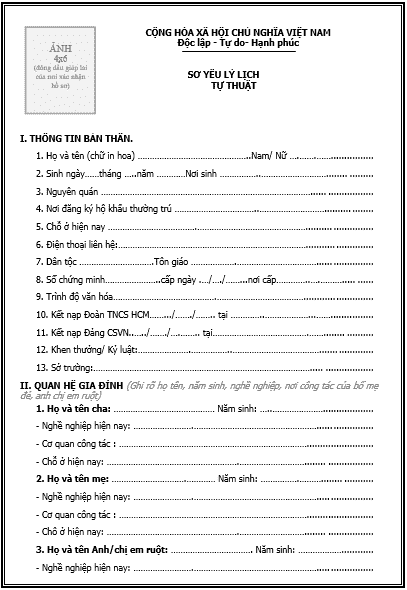 CỘNG HÒA XÃ HỘI CHỦ NGHĨA VIỆT NAM
Độc lập - Tự do- Hạnh phúc
ẢNH
4x6
(đóng dấu giáp lai
của nơi xác nhận
hồ sơ)
SƠ YẾU LÝ LỊCH
TỰ THUẬT
I. THÔNG TIN BẢN THÂN.
1. Họ và tên (chữ in hoa) ………………………………..Nam/ Nữ ……………………
2. Sinh ngày……tháng …..năm …………Nơi sinh ……………………………………
3. Nguyên quán ………………………………………………………………………
4. Nơi đăng ký hộ khẩu thường trú ……………………………………………………
5. Chỗ ở hiện nay ……………………………………………………………………
6. Điện thoại liên hệ:…………………………………………………………………
7. Dân tộc …………………….Tôn giáo ……………………………………………
8. Số chứng minh……………………..cấp ngày …/…/…….nơi cấp…………………
9. Trình độ văn hóa……………………………………………………………………
10. Kết nạp Đoàn TNCS HCM……../……/…….. tại …………………………………
11. Kết nạp Đảng CSVN…../……/………. tại…………………………………………
12. Khen thưởng/ Kỷ luật:………………………………………………………………
13. Sở trường:……………………………………………………………………………
II. QUAN HỆ GIA ĐÌNH (Ghi rõ họ tên, năm sinh, nghề nghiệp, nơi công tác của bố mẹ
đẻ, anh chị em ruột)
1. Họ và tên cha: …………………………… Năm sinh: ………………………………
- Nghề nghiệp hiện nay: …………………………………………………………………
- Cơ quan công tác : ……………………………………………………………………
- Chỗ ở hiện nay: ………………………………………………………………………
2. Họ và tên mẹ: …………………………… Năm sinh: ………………………………
- Nghề nghiệp hiện nay: …………………………………………………………………
- Cơ quan công tác : ……………………………………………………………………
- Chỗ ở hiện nay: ………………………………………………………………………
3. Họ và tên Anh/chị em ruột: ……………………… Năm sinh: ……………………
- Nghề nghiệp hiện nay: …………………………………………………………………